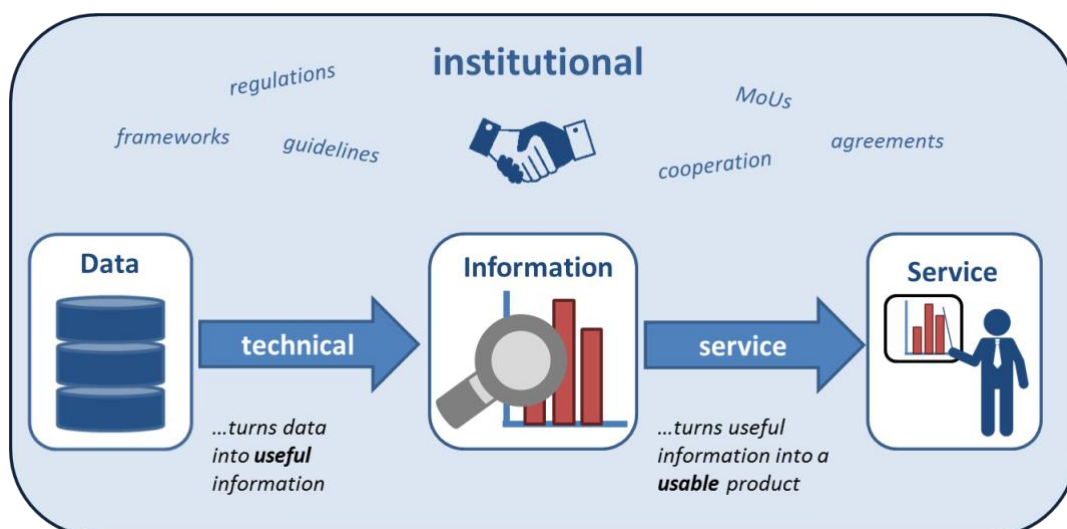 institutional
regulations
frameworks
guidelines
MoUs
cooperation
agreements
Data
technical
...turns data
into useful
information
Information
service
...turns useful
information into a
usable product
Service